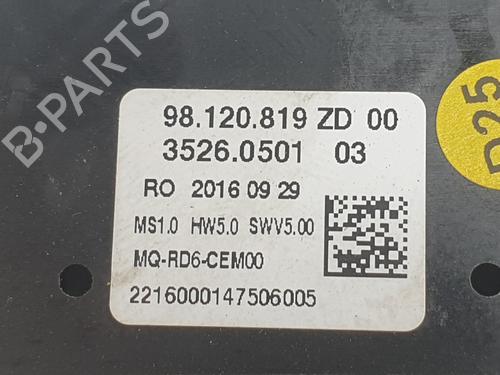 B-PARTS
98.120.819 ZD 00
3526.0501 03
RO 2016 09 29
MS1.0 HW5.0 SWV5.00
MQ-RD6-CEM00
2216000147506005
D25